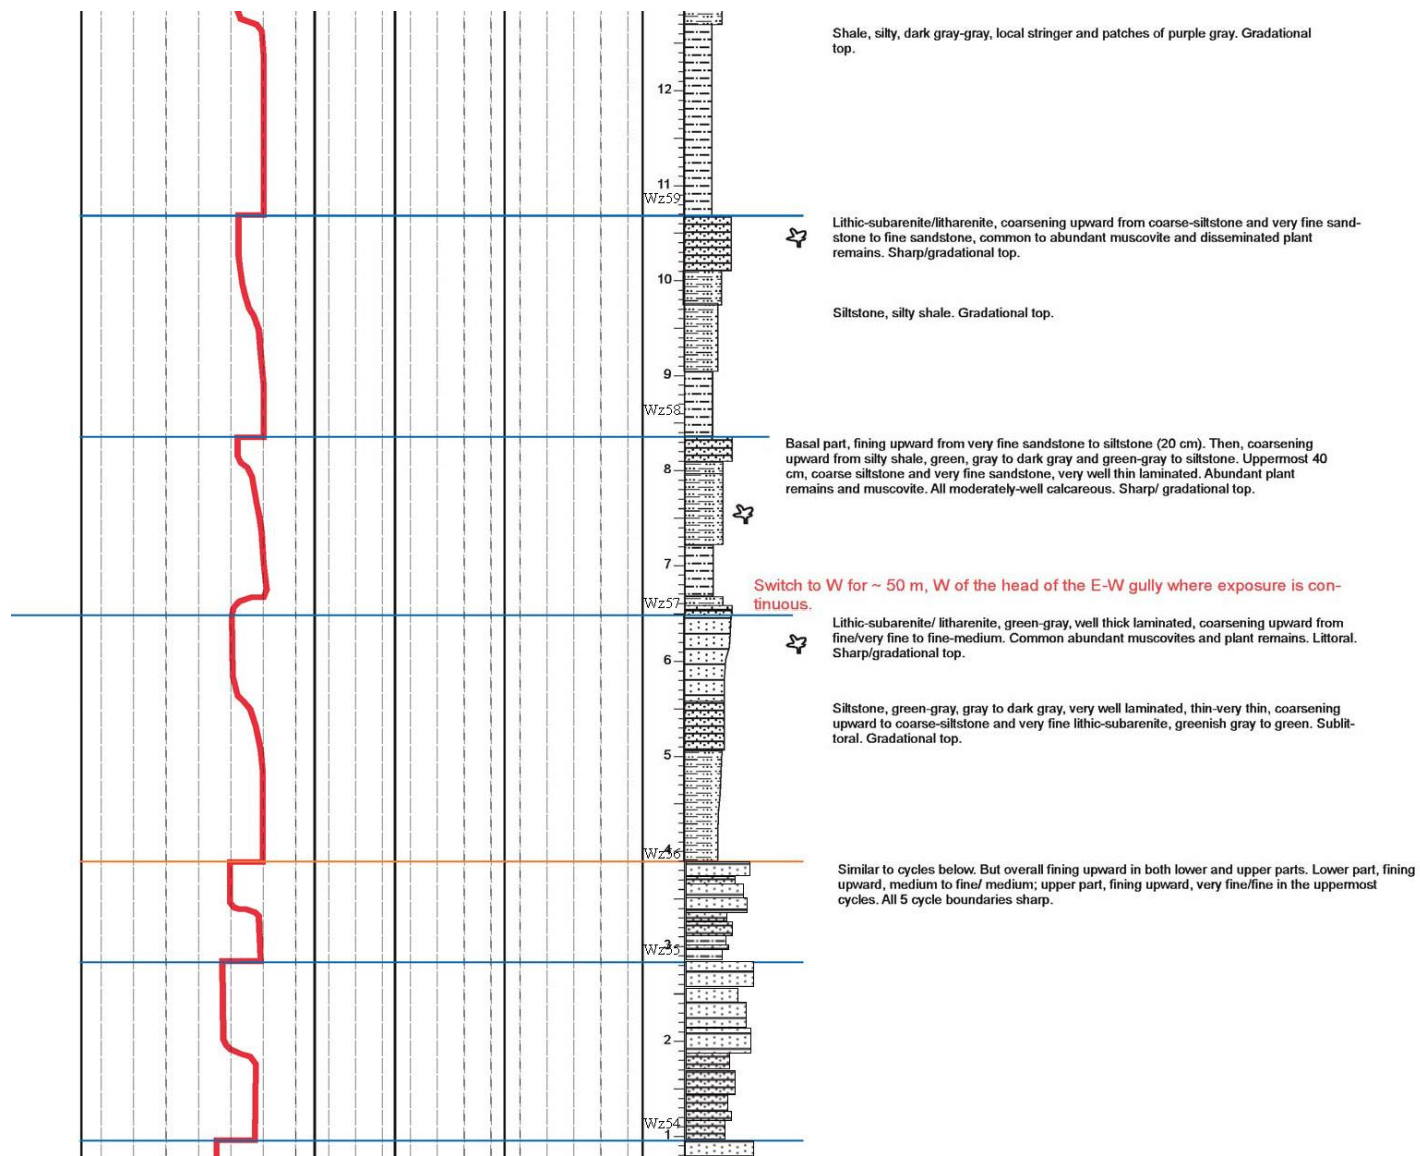 Shale, silty, dark gray-gray, local stringer and patches of purple gray. Gradational
top.
12
11
Wz59
Lithic-subarenite/litharenite, coarsening upward from coarse-siltstone and very fine sand-
stone to fine sandstone, common to abundant muscovite and disseminated plant
remains. Sharp/gradational top.
10
Siltstone, silty shale. Gradational top.
9
Wz58
Basal part, fining upward from very fine sandstone to siltstone (20 cm). Then, coarsening
upward from silty shale, green, gray to dark gray and green-gray to siltstone. Uppermost 40
cm, coarse siltstone and very fine sandstone, very well thin laminated. Abundant plant
remains and muscovite. All moderately-well calcareous. Sharp/ gradational top.
8
7
Switch to W for ~ 50 m, W of the head of the E-W gully where exposure is con-
tinuous.
Wz57
Lithic-subarenite/ litharenite, green-gray, well thick laminated, coarsening upward from
fine/very fine to fine-medium. Common abundant muscovites and plant remains. Littoral.
Sharp/gradational top.
6
Siltstone, green-gray, gray to dark gray, very well laminated, thin-very thin, coarsening
upward to coarse-siltstone and very fine lithic-subarenite, greenish gray to green. Sublit-
toral. Gradational top.
5
4
Wz56
Similar to cycles below. But overall fining upward in both lower and upper parts. Lower part, fining
upward, medium to fine/ medium; upper part, fining upward, very fine/fine in the uppermost
cycles. All 5 cycle boundaries sharp.
3
Wz55
2
Wz54
1